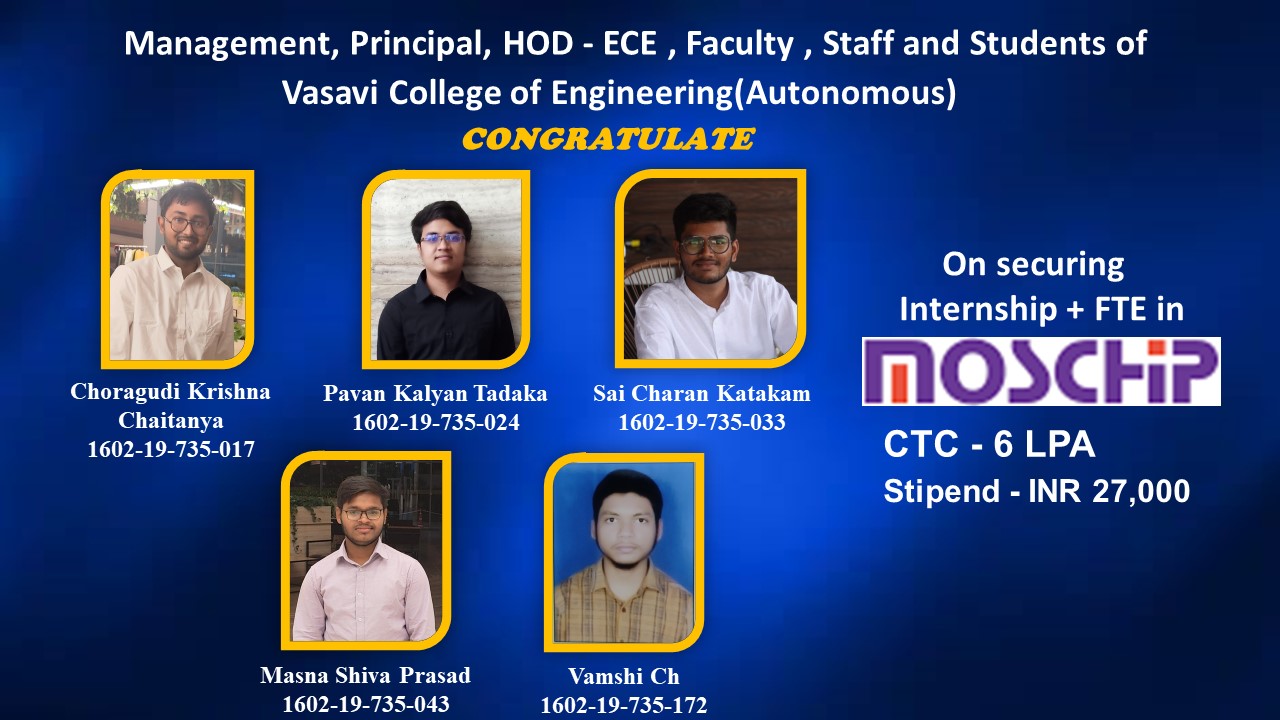 Management, Principal, HOD - ECE , Faculty , Staff and Students of
Vasavi College of Engineering(Autonomous)
CONGRATULATE
Choragudi Krishna
Chaitanya
1602-19-735-017
Pavan Kalyan Tadaka
1602-19-735-024
Sai Charan Katakam
1602-19-735-033
Masna Shiva Prasad
1602-19-735-043
Vamshi Ch
1602-19-735-172
On securing
Internship + FTE in
MOSCHIP
CTC - 6 LPA
Stipend - INR 27,000